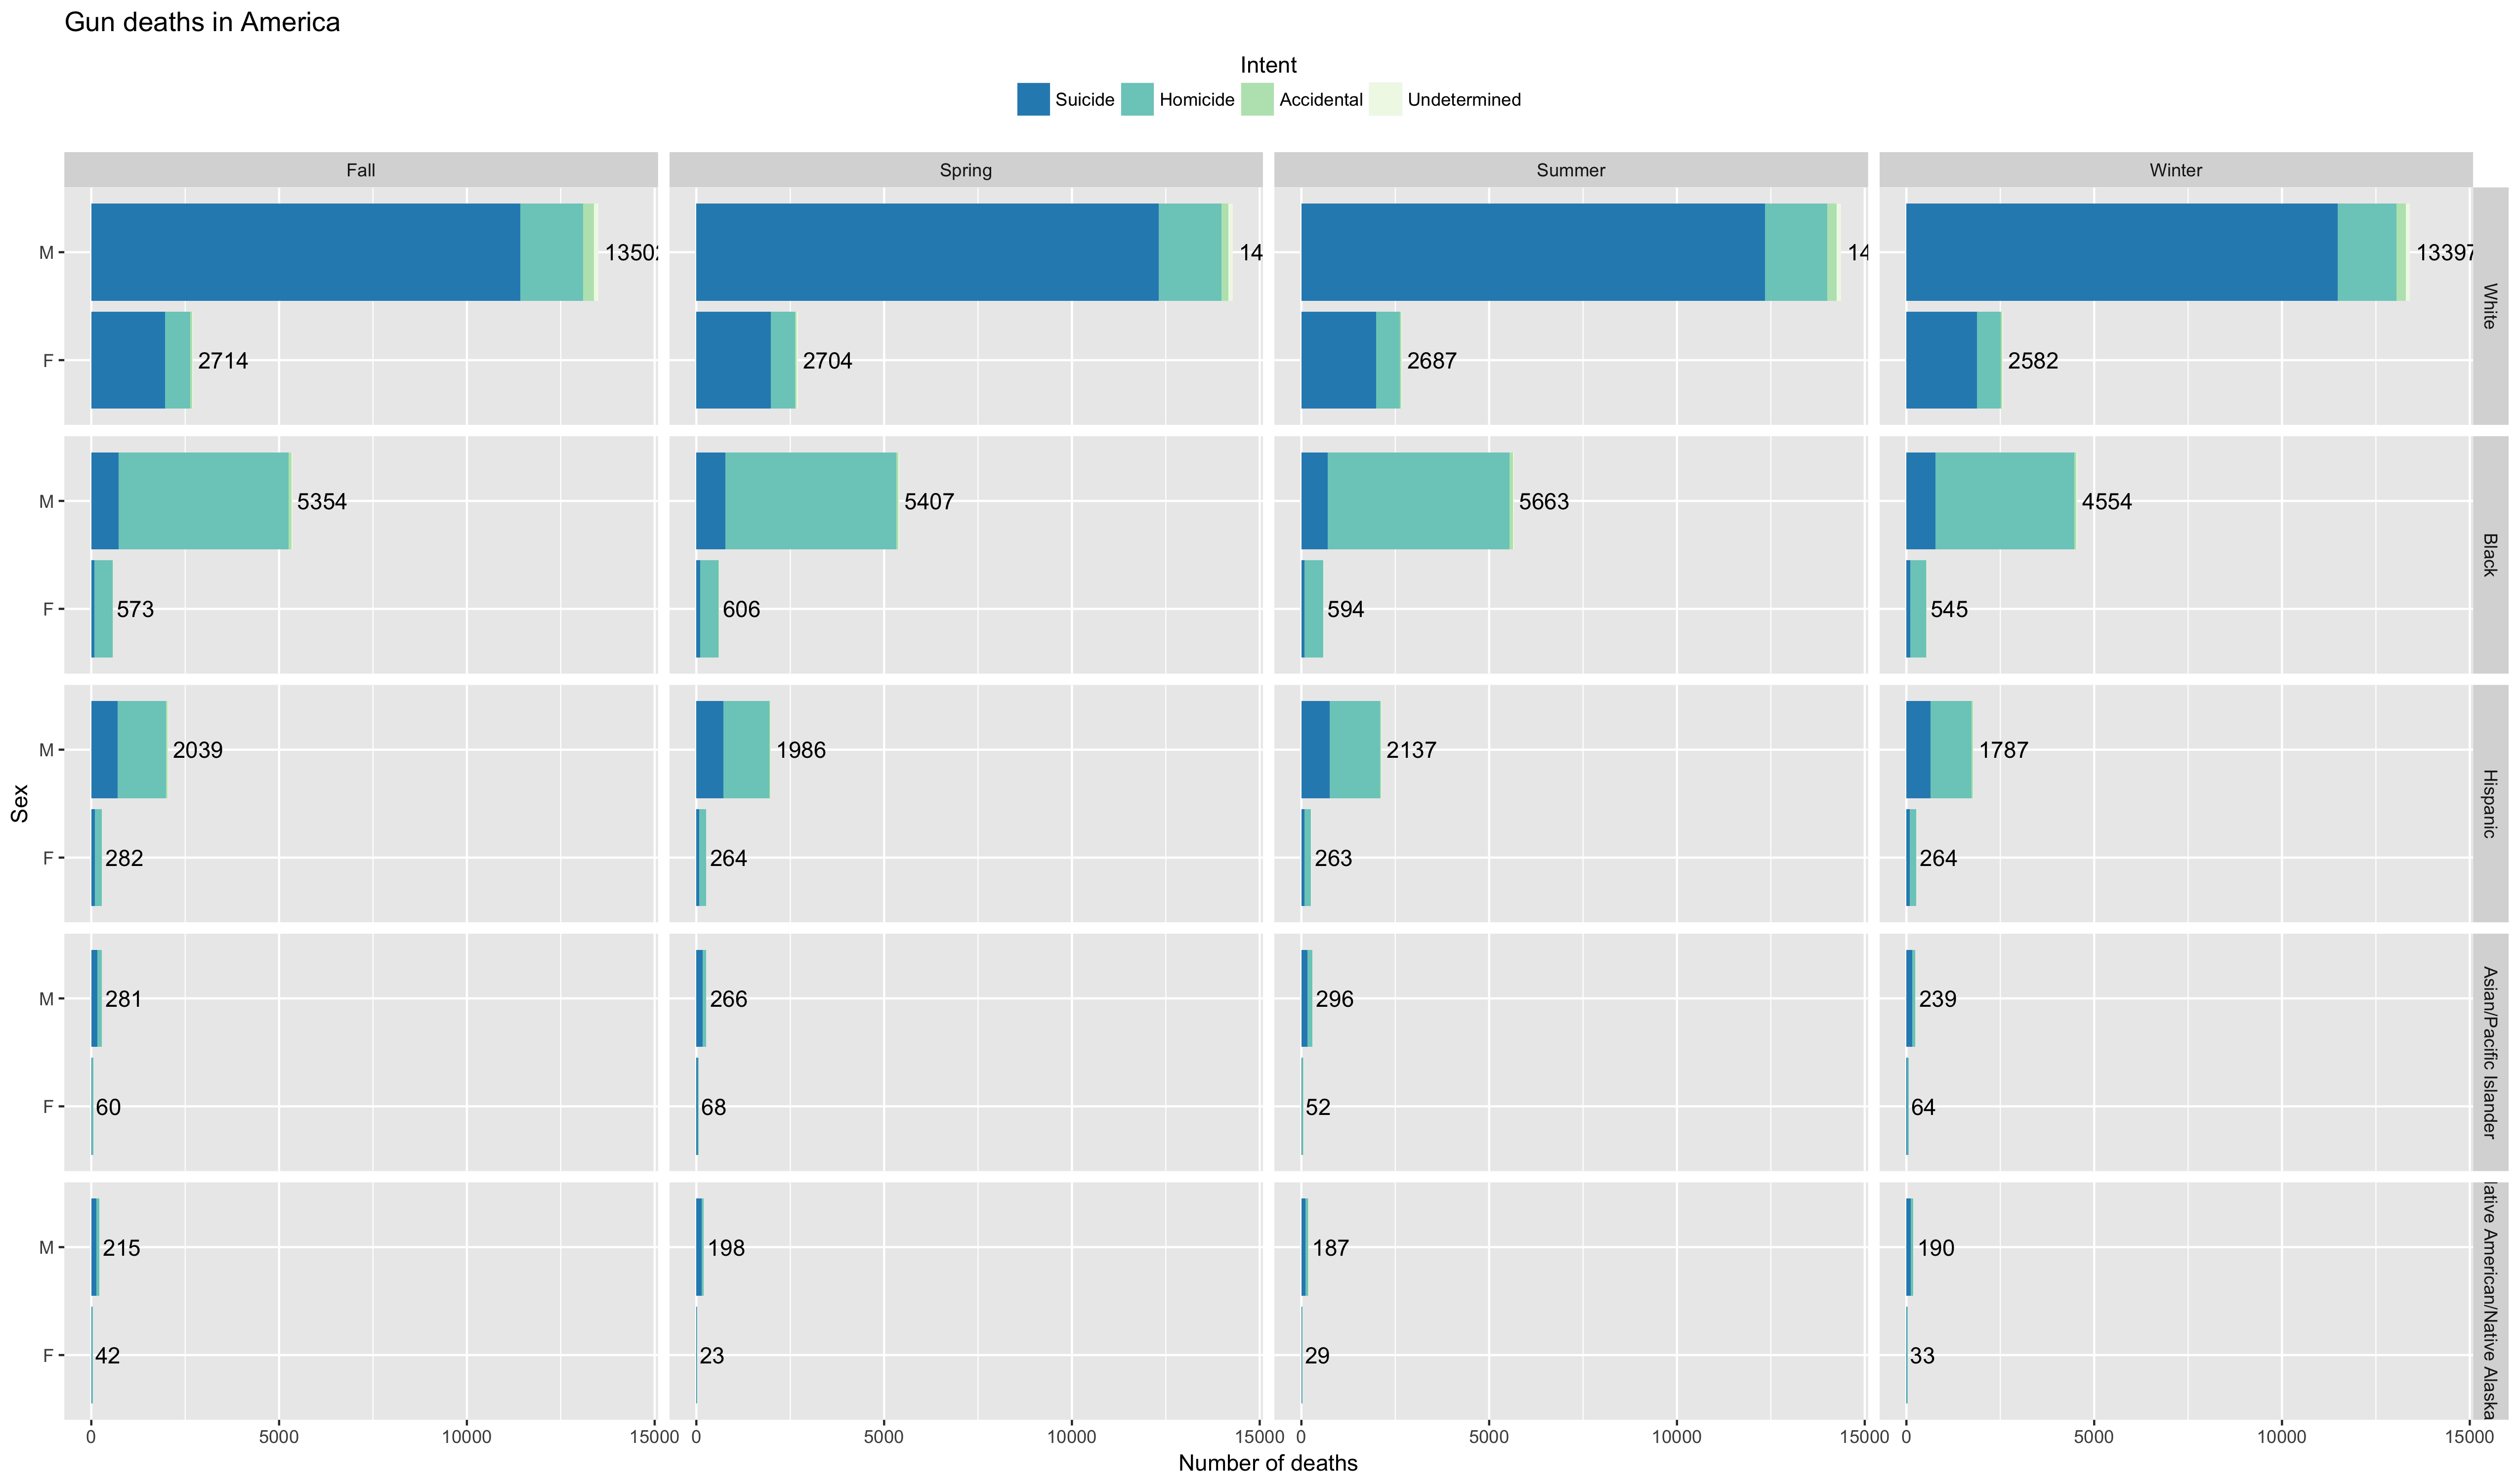 Gun deaths in America
Intent
Suicide Homicide Accidental Undetermined
Fall Spring Summer Winter
M 13502 14 14 13397
F 2714 2704 2687 2582
White
M 5354 5407 5663 4554
F 573 606 594 545
Black
M 2039 1986 2137 1787
F 282 264 263 264
Hispanic
M 281 266 296 239
F 60 68 52 64
Asian/Pacific Islander
M 215 198 187 190
F 42 23 29 33
American/Native
Sex
0 5000 10000 15000 0 5000 10000 15000 0 5000 10000 15000 0 5000 10000 15000
Number of deaths